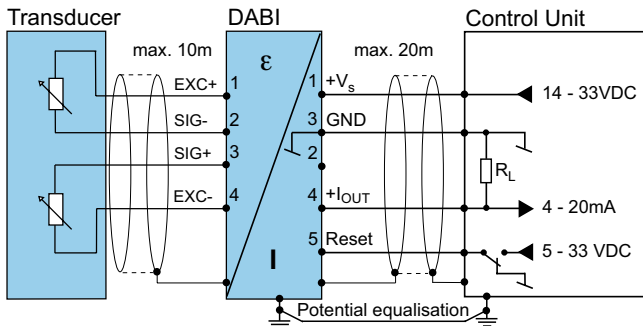 Transducer DABI Control Unit
max. 10m max. 20m
ε
EXC+ 1 1 +Vs 14 - 33VDC
SIG- 2 3 GND
SIG+ 3 2
RL
EXC- 4 4 +IOUT 4 - 20mA
I 5 Reset 5 - 33 VDC
Potential equalisation